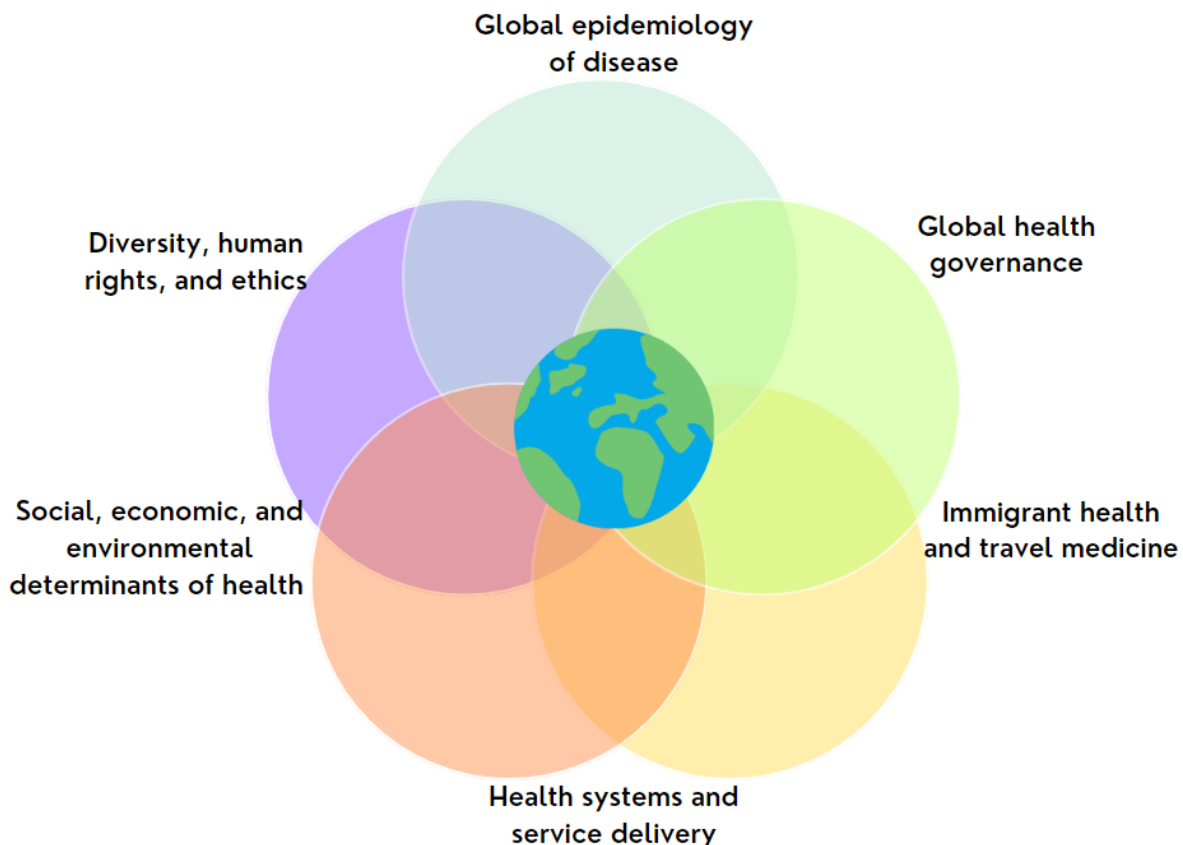 Global epidemiology
of disease
Diversity, human
rights, and ethics
Global health
governance
Social, economic, and
environmental
determinants of health
Immigrant health
and travel medicine
Health systems and
service delivery